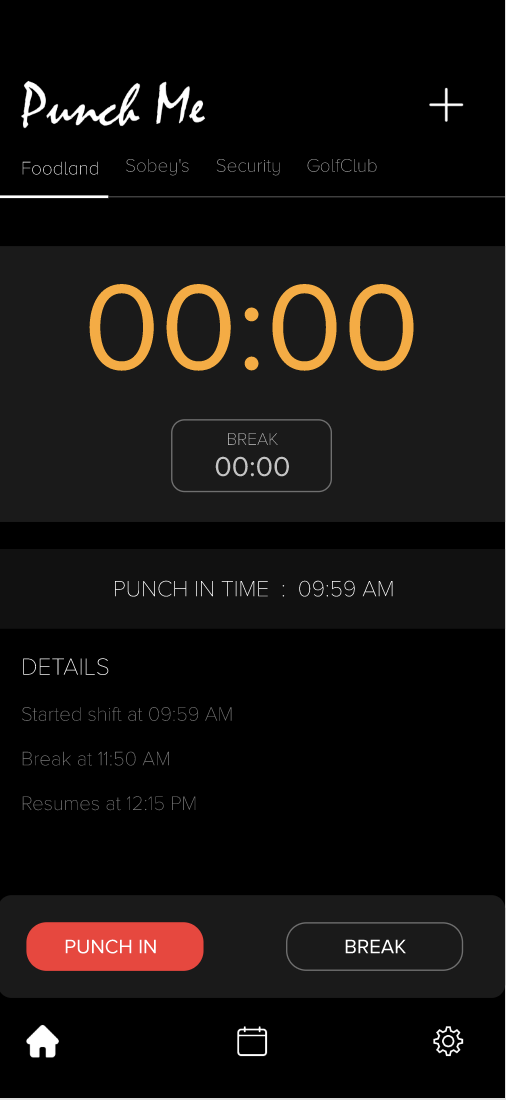 Punch Me
Foodland Sobey's Security GolfClub
00:00
BREAK
00:00
PUNCH IN TIME : 09:59 AM
DETAILS
Started shift at 09:59 AM
Break at 11:50 AM
Resumes at 12:15 PM
PUNCH IN BREAK